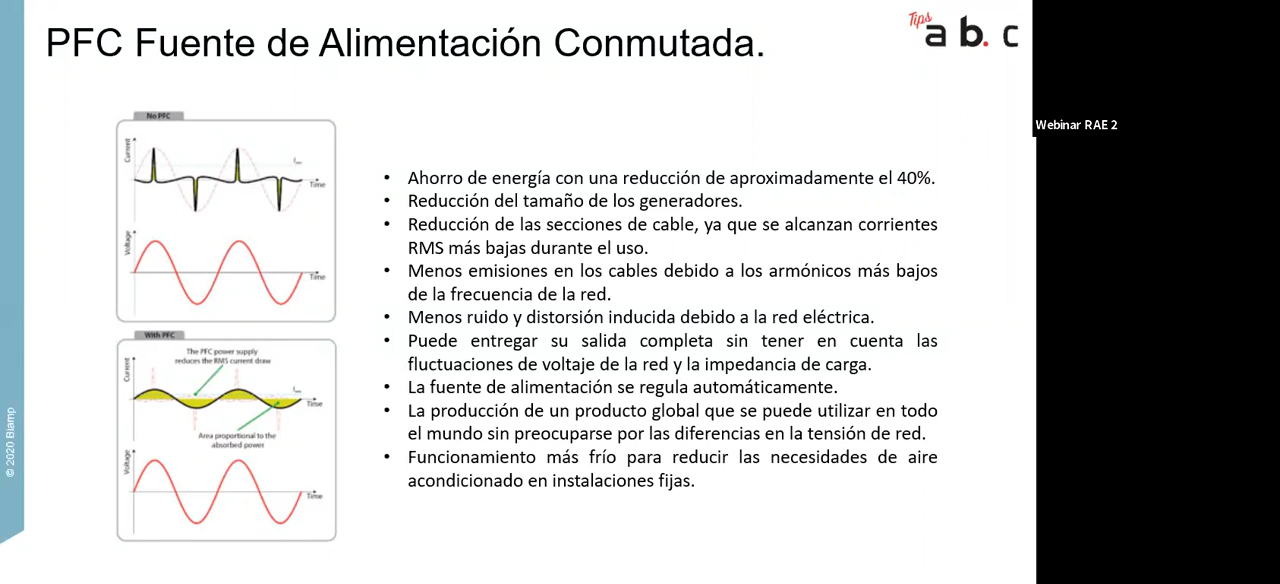 PFC Fuente de Alimentación Conmutada.
Tips
a b. c
Webinar RAE 2
No PFC
Current
Time
Voltage
Time
With PFC
The PFC power supply
reduces the RMS current draw
Current
Time
Area proportional to the
absorbed power
Voltage
Time
• Ahorro de energía con una reducción de aproximadamente el 40%.
• Reducción del tamaño de los generadores.
• Reducción de las secciones de cable, ya que se alcanzan corrientes
RMS más bajas durante el uso.
• Menos emisiones en los cables debido a los armónicos más bajos
de la frecuencia de la red.
• Menos ruido y distorsión inducida debido a la red eléctrica.
• Puede entregar su salida completa sin tener en cuenta las
fluctuaciones de voltaje de la red y la impedancia de carga.
• La fuente de alimentación se regula automáticamente.
• La producción de un producto global que se puede utilizar en todo
el mundo sin preocuparse por las diferencias en la tensión de red.
• Funcionamiento más frío para reducir las necesidades de aire
acondicionado en instalaciones fijas.
© 2020 Biamp